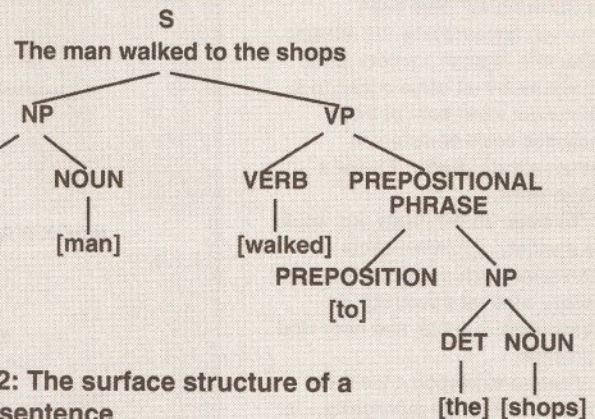 S
The man walked to the shops
NP VP
NOUN VERB PREPOSITIONAL
PHRASE
[man] [walked]
PREPOSITION NP
[to]
DET NOUN
2: The surface structure of a
sentence
[the] [shops]